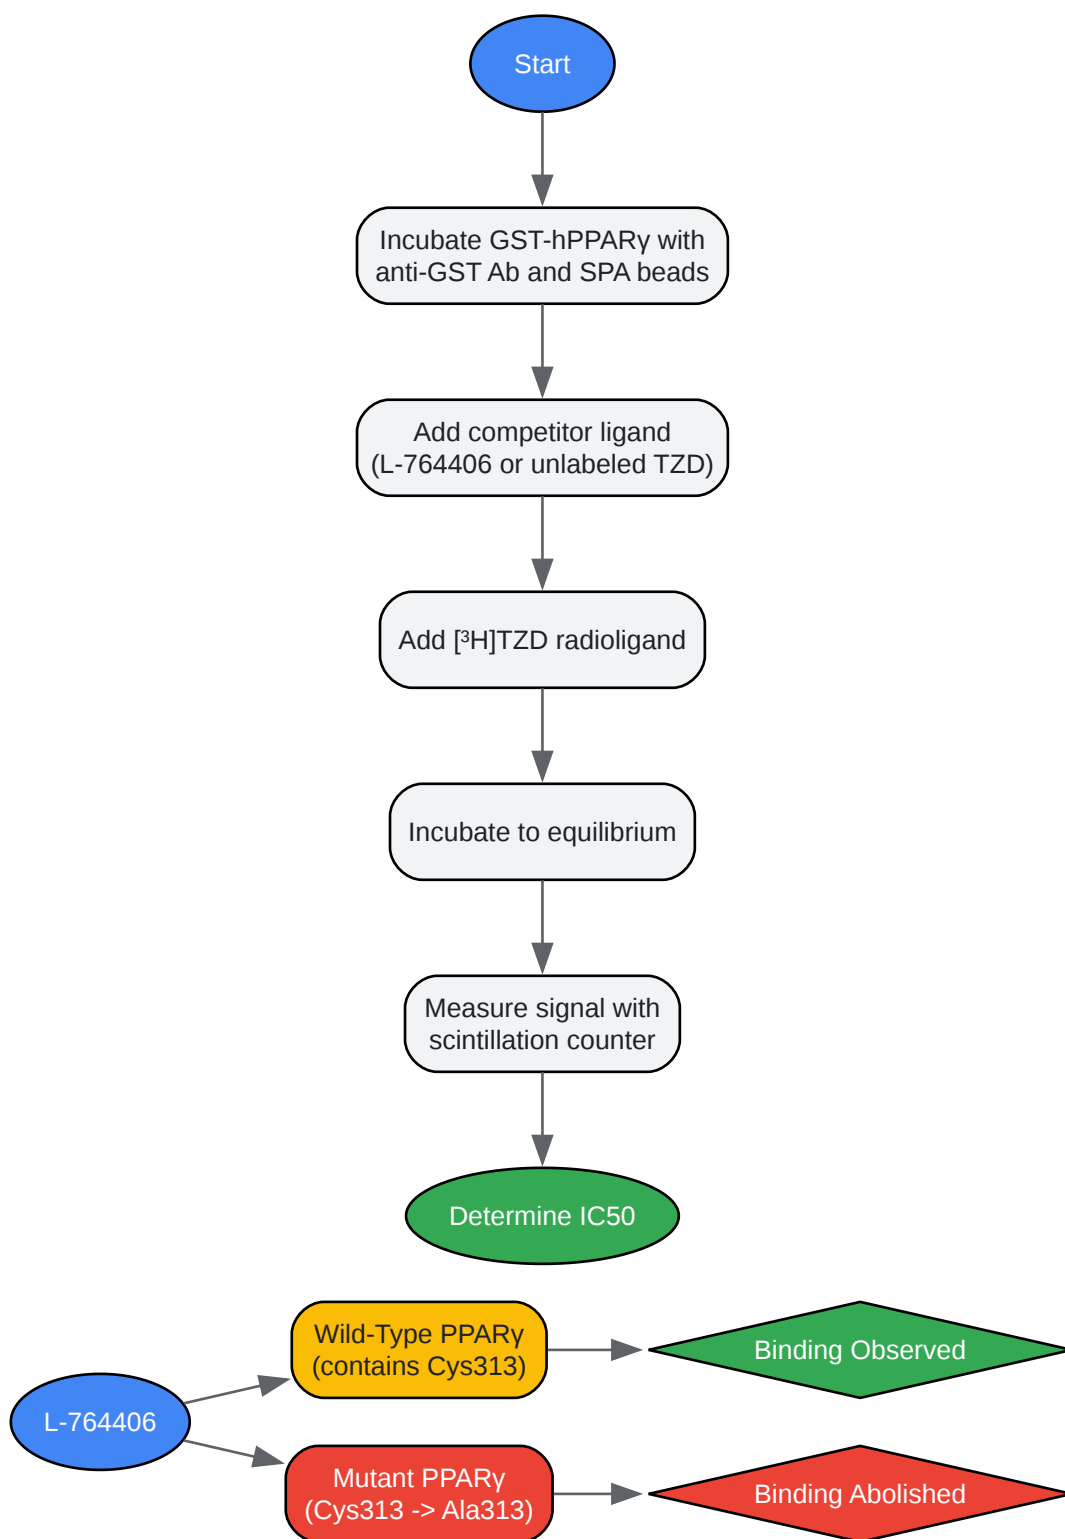 Start
Incubate GST-hPPARγ with
anti-GST Ab and SPA beads
Add competitor ligand
(L-764406 or unlabeled TZD)
Add [³H]TZD radioligand
Incubate to equilibrium
Measure signal with
scintillation counter
Determine IC50
L-764406
Wild-Type PPARγ
(contains Cys313)
Binding Observed
Mutant PPARγ
(Cys313 -> Ala313)
Binding Abolished